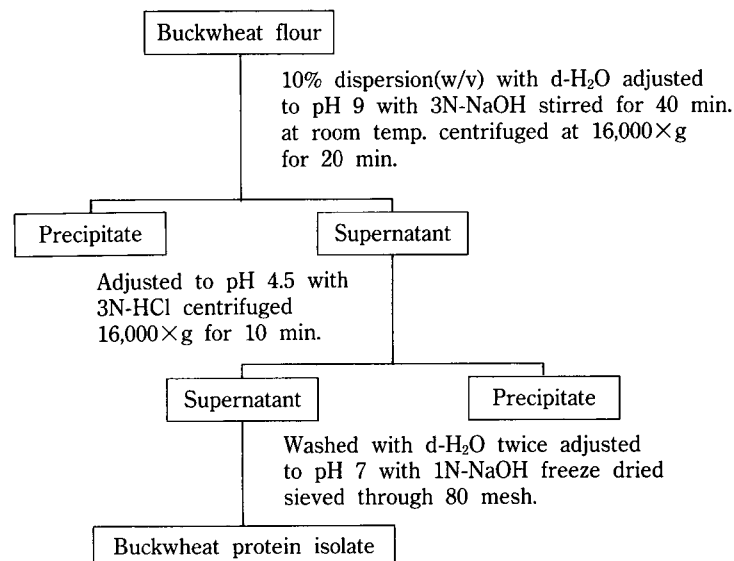 Buckwheat flour
10% dispersion(w/v) with d-H₂O adjusted
to pH 9 with 3N-NaOH stirred for 40 min.
at room temp. centrifuged at 16,000×g
for 20 min.
Precipitate
Supernatant
Adjusted to pH 4.5 with
3N-HCl centrifuged
16,000×g for 10 min.
Supernatant
Precipitate
Washed with d-H₂O twice adjusted
to pH 7 with 1N-NaOH freeze dried
sieved through 80 mesh.
Buckwheat protein isolate